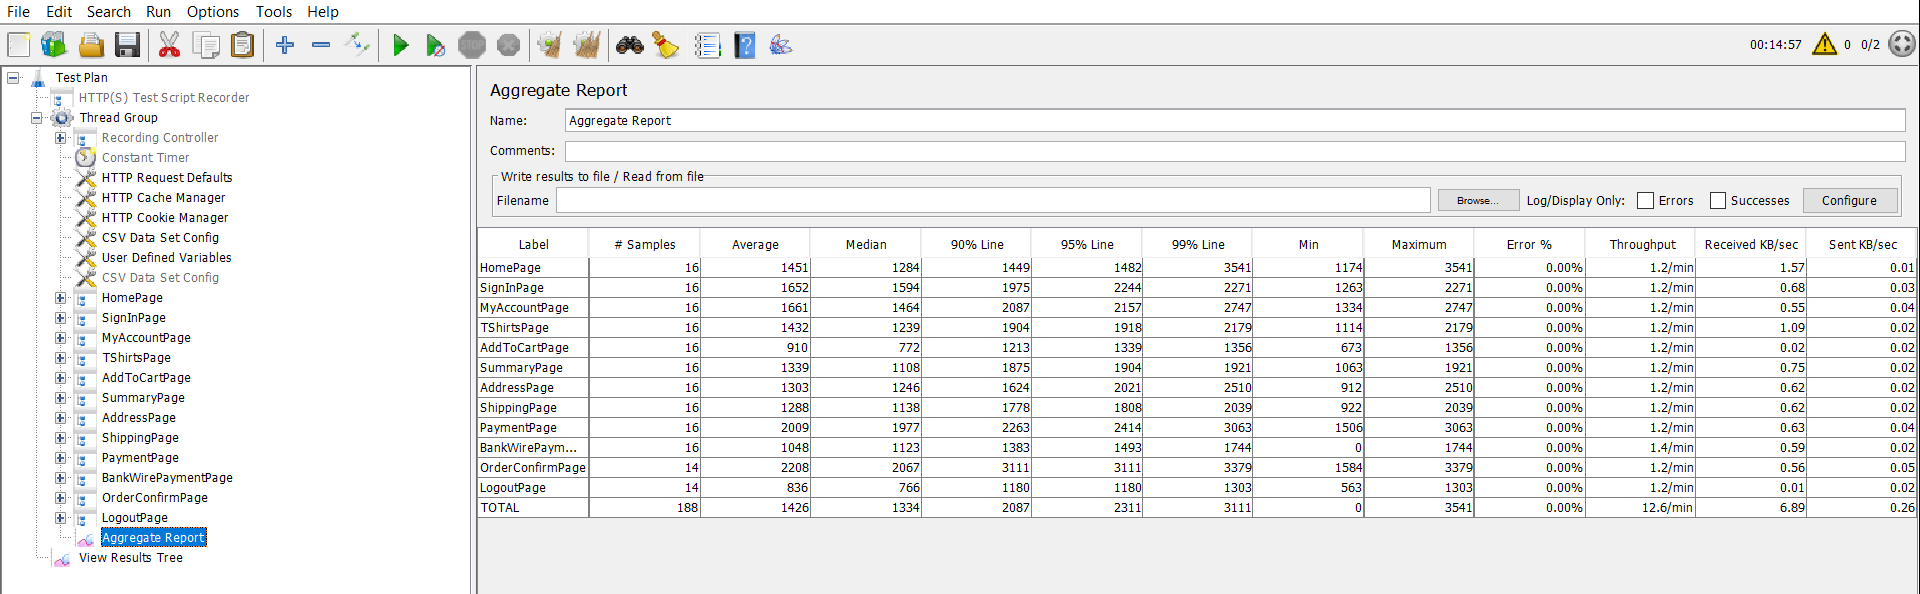 File Edit Search Run Options Tools Help
STOP 00:14:57 0 0/2
Test Plan
HTTP(S) Test Script Recorder
Thread Group
Recording Controller
Constant Timer
HTTP Request Defaults
HTTP Cache Manager
HTTP Cookie Manager
CSV Data Set Config
User Defined Variables
CSV Data Set Config
HomePage
SignInPage
MyAccountPage
TShirtsPage
AddToCartPage
SummaryPage
AddressPage
ShippingPage
PaymentPage
BankWirePaymentPage
OrderConfirmPage
LogoutPage
Aggregate Report
View Results Tree
Aggregate Report
Name: Aggregate Report
Comments:
Write results to file / Read from file
Filename Browse... Log/Display Only: Errors Successes Configure
Label # Samples Average Median 90% Line 95% Line 99% Line Min Maximum Error % Throughput Received KB/sec Sent KB/sec
HomePage 16 1451 1284 1449 1482 3541 1174 3541 0.00% 1.2/min 1.57 0.01
SignInPage 16 1652 1594 1975 2244 2271 1263 2271 0.00% 1.2/min 0.68 0.03
MyAccountPage 16 1661 1464 2087 2157 2747 1334 2747 0.00% 1.2/min 0.55 0.04
TShirtsPage 16 1432 1239 1904 1918 2179 1114 2179 0.00% 1.2/min 1.09 0.02
AddToCartPage 16 910 772 1213 1339 1356 673 1356 0.00% 1.2/min 0.02 0.02
SummaryPage 16 1339 1108 1875 1904 1921 1063 1921 0.00% 1.2/min 0.75 0.02
AddressPage 16 1303 1246 1624 2021 2510 912 2510 0.00% 1.2/min 0.62 0.02
ShippingPage 16 1288 1138 1778 1808 2039 922 2039 0.00% 1.2/min 0.62 0.02
PaymentPage 16 2009 1977 2263 2414 3063 1506 3063 0.00% 1.2/min 0.63 0.04
BankWirePaym... 16 1048 1123 1383 1493 1744 0 1744 0.00% 1.4/min 0.59 0.02
OrderConfirmPage 14 2208 2067 3111 3111 3379 1584 3379 0.00% 1.2/min 0.56 0.05
LogoutPage 14 836 766 1180 1180 1303 563 1303 0.00% 1.2/min 0.01 0.02
TOTAL 188 1426 1334 2087 2311 3111 0 3541 0.00% 12.6/min 6.89 0.26